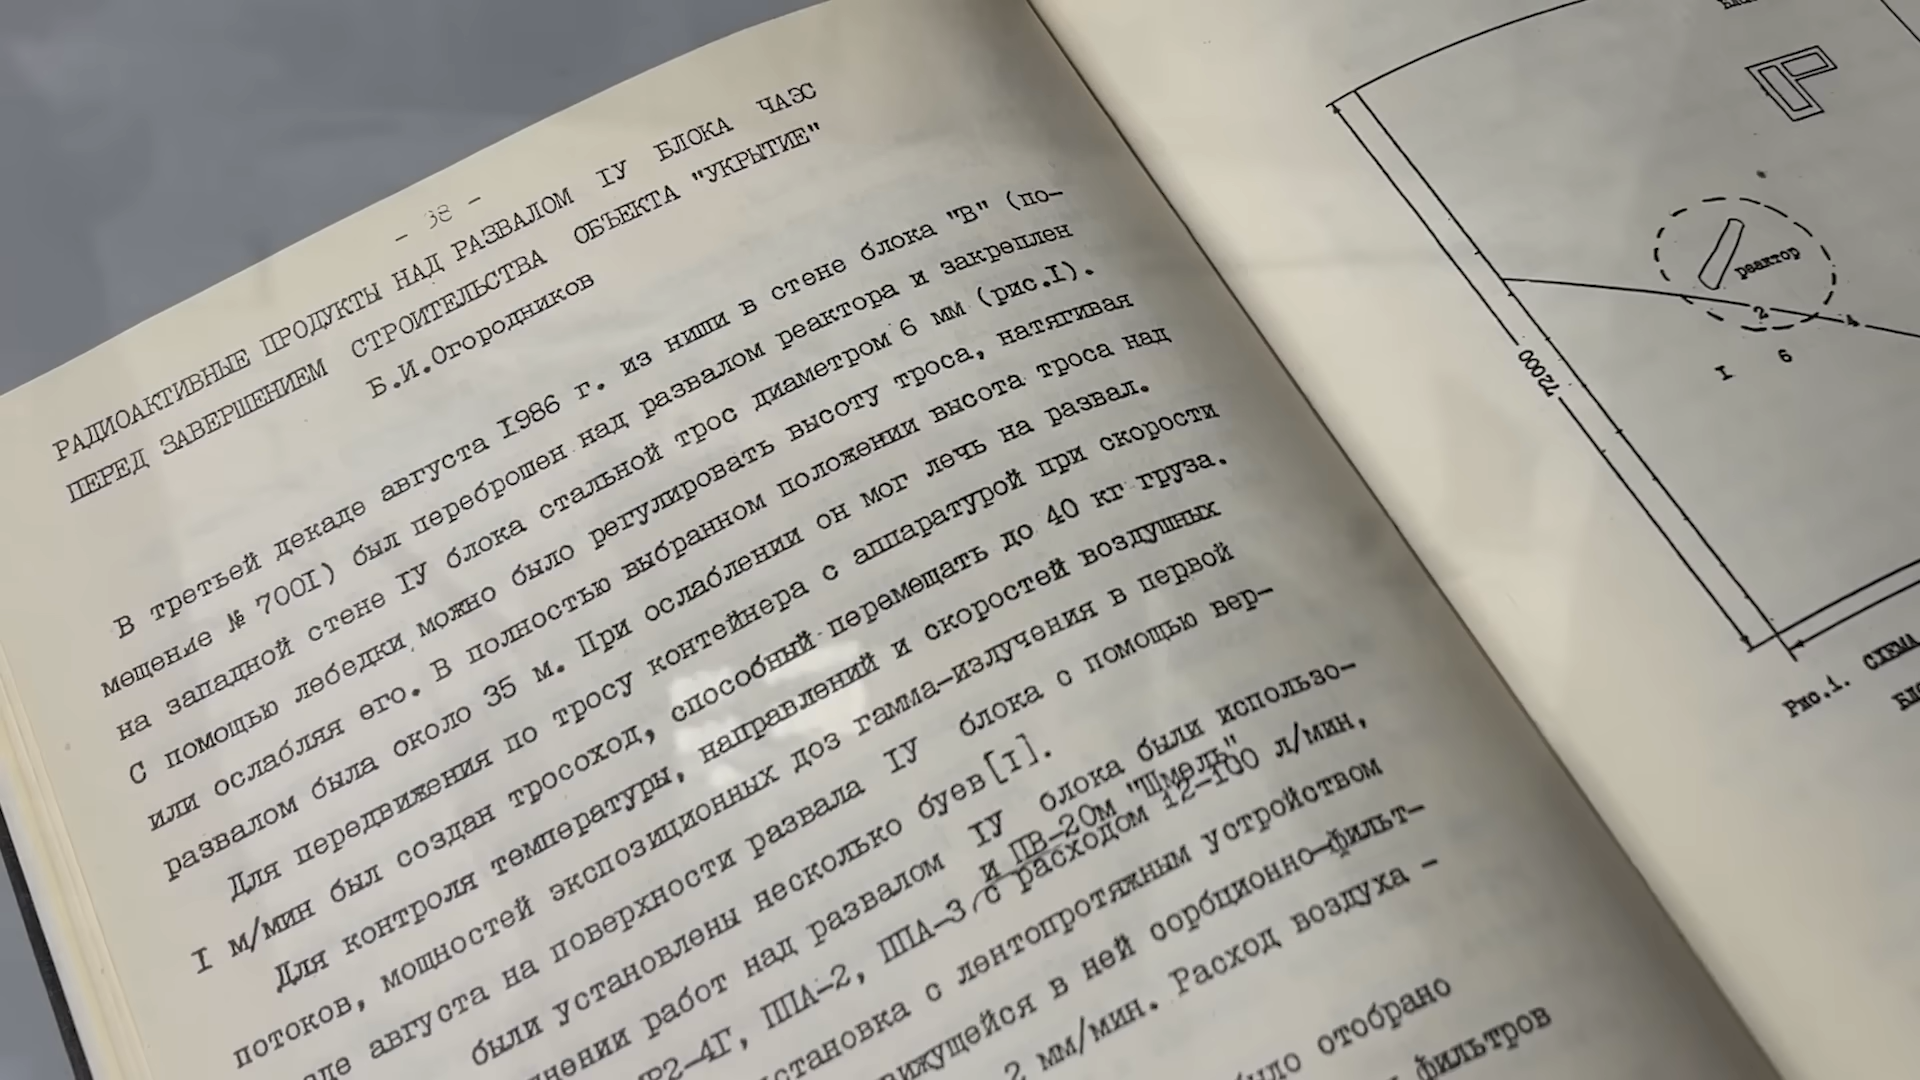 - 38 -
РАДИОАКТИВНЫЕ ПРОДУКТЫ НАД РАЗВАЛОМ IУ БЛОКА ЧАЭС
ПЕРЕД ЗАВЕРШЕНИЕМ СТРОИТЕЛЬСТВА ОБЪЕКТА "УКРЫТИЕ"
Б.И.Огородников
В третьей декаде августа I986 г. из ниши в стене блока "В" (по-
мещение № 700I) был переброшен над развалом реактора и закреплен
на западной стене IУ блока стальной трос диаметром 6 мм (рис.I).
С помощью лебедки можно было регулировать высоту троса, натягивая
или ослабляя его. В полностью выбранном положении высота троса над
развалом была около 35 м. При ослаблении он мог лечь на развал.
Для передвижения по тросу контейнера с аппаратурой при скорости
I м/мин был создан тросоход, способный перемещать до 40 кг груза.
Для контроля температуры, направлений и скоростей воздушных
потоков, мощностей экспозиционных доз гамма-излучения в первой
августа на поверхности развала IУ блока с помощью вер-
были установлены несколько буев[I].
работ над развалом IУ блока были использо-
и ПВ-20м "Шмель"
ППА-2, ППА-3 с расходом 12-100 л/мин,
с лентопротяжным устройством
в ней сорбционно-фильт-
2 мм/мин. Расход воздуха -
отобрано
фильтров
реактор
2
4
I
6
72000
Рис.1. СХЕМА